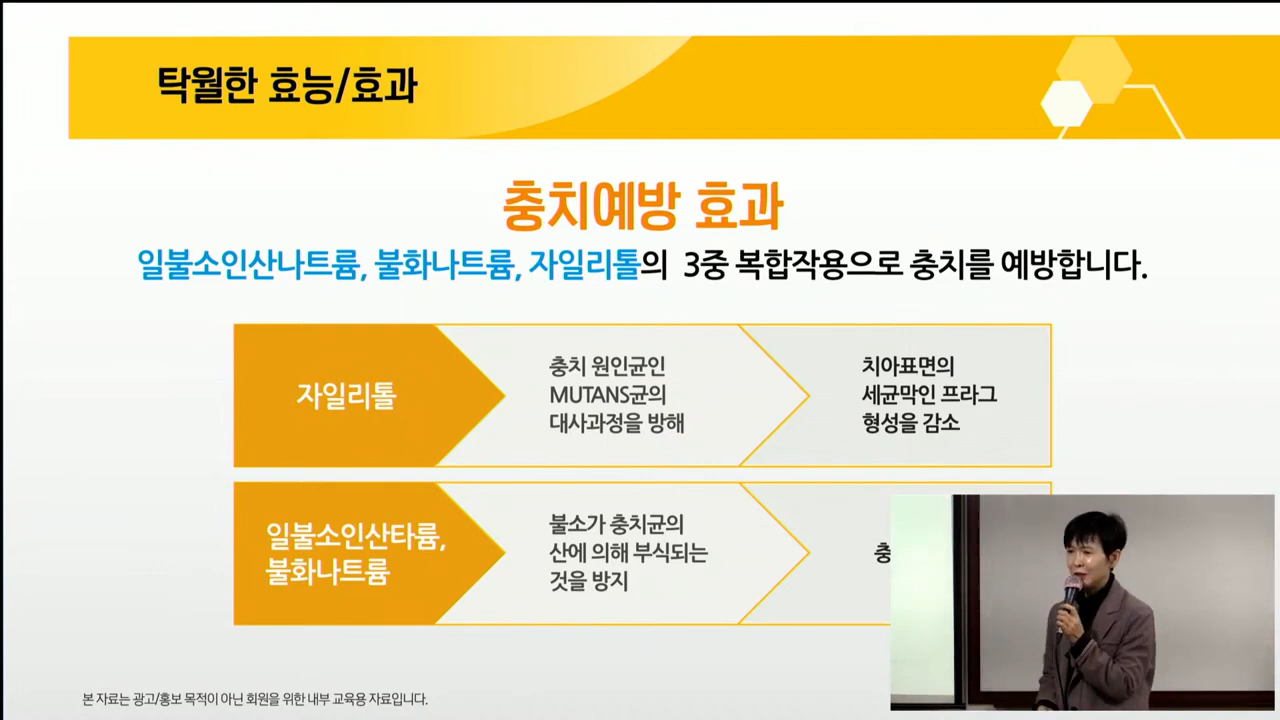 탁월한 효능/효과
충치예방 효과
일불소인산나트륨, 불화나트륨, 자일리톨의 3중 복합작용으로 충치를 예방합니다.
자일리톨
충치 원인균인
MUTANS균의
대사과정을 방해
치아표면의
세균막인 프라그
형성을 감소
일불소인산타륨,
불화나트륨
불소가 충치균의
산에 의해 부식되는
것을 방지
충
본 자료는 광고/홍보 목적이 아닌 회원을 위한 내부 교육용 자료입니다.